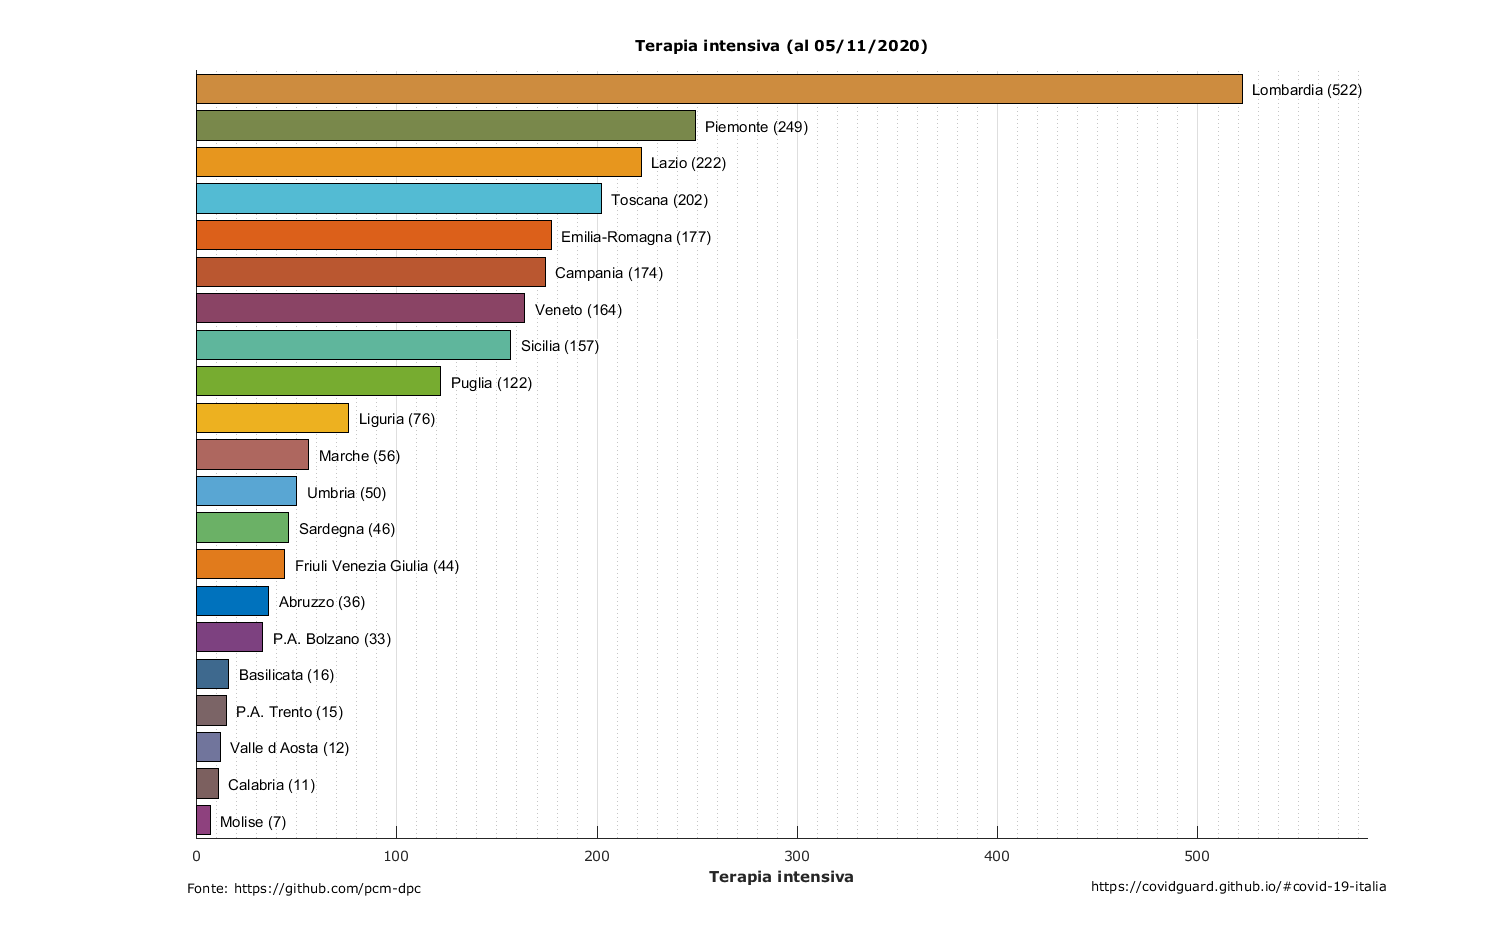 Terapia intensiva (al 05/11/2020)
Lombardia (522)
Piemonte (249)
Lazio (222)
Toscana (202)
Emilia-Romagna (177)
Campania (174)
Veneto (164)
Sicilia (157)
Puglia (122)
Liguria (76)
Marche (56)
Umbria (50)
Sardegna (46)
Friuli Venezia Giulia (44)
Abruzzo (36)
P.A. Bolzano (33)
Basilicata (16)
P.A. Trento (15)
Valle d Aosta (12)
Calabria (11)
Molise (7)
0 100 200 300 400 500
Terapia intensiva
Fonte: https://github.com/pcm-dpc
https://covidguard.github.io/#covid-19-italia